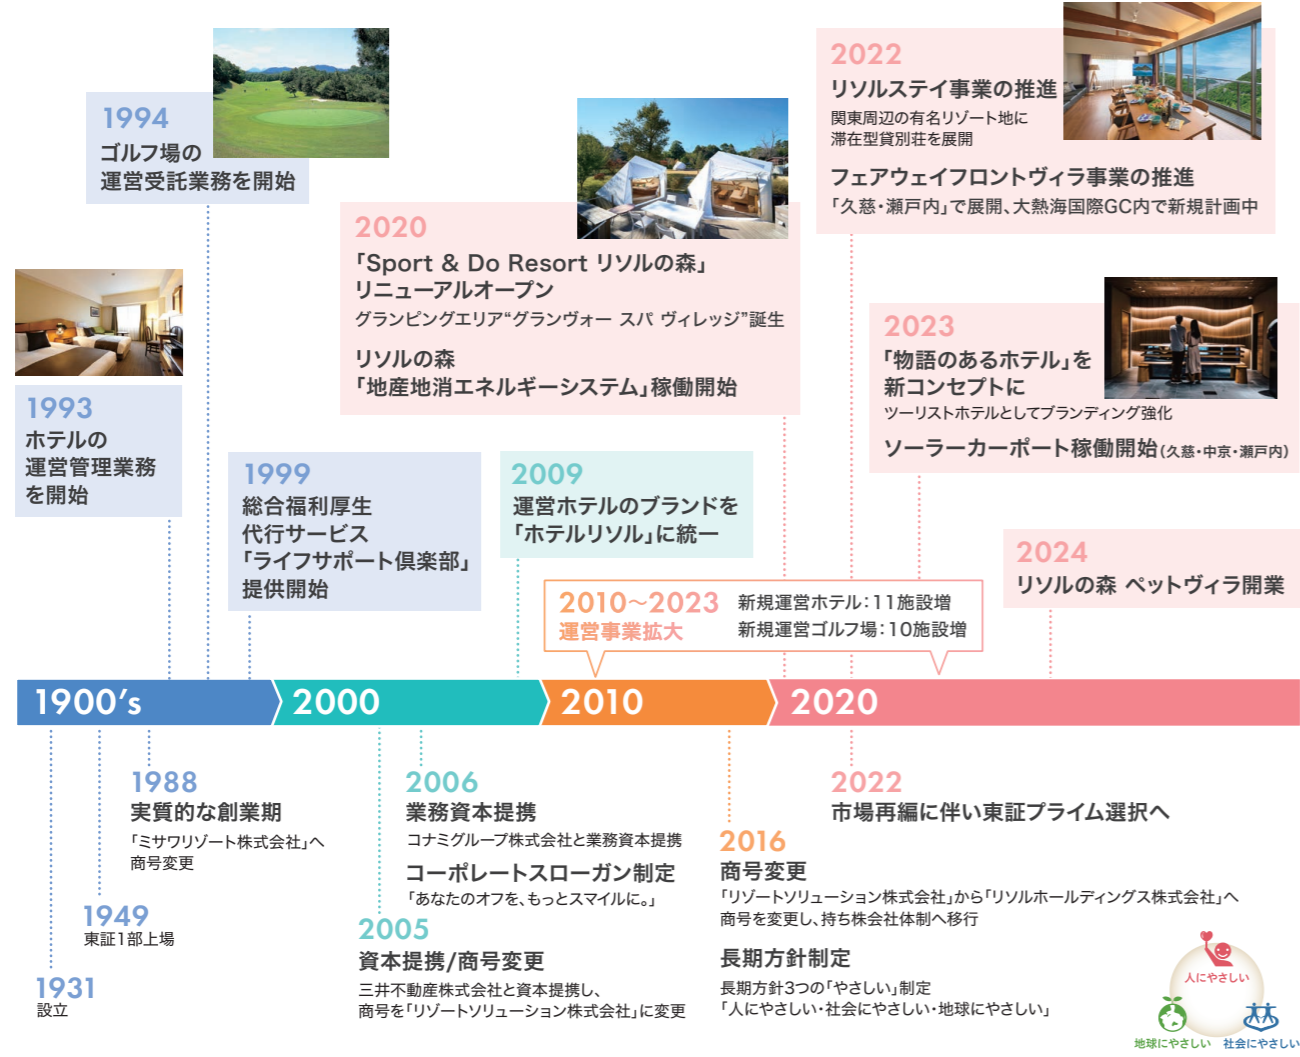 1994
ゴルフ場の
運営受託業務を開始
1993
ホテルの
運営管理業務
を開始
1999
総合福利厚生
代行サービス
「ライフサポート倶楽部」
提供開始
2020
「Sport & Do Resort リソルの森」
リニューアルオープン
グランピングエリア“グランヴォー スパ ヴィレッジ”誕生
リソルの森
「地産地消エネルギーシステム」稼働開始
2009
運営ホテルのブランドを
「ホテルリソル」に統一
2010〜2023
運営事業拡大
新規運営ホテル：11施設増
新規運営ゴルフ場：10施設増
2022
リソルステイ事業の推進
関東周辺の有名リゾート地に
滞在型貸別荘を展開
フェアウェイフロントヴィラ事業の推進
「久慈・瀬戸内」で展開、大熱海国際GC内で新規計画中
2023
「物語のあるホテル」を
新コンセプトに
ツーリストホテルとしてブランディング強化
ソーラーカーポート稼働開始（久慈・中京・瀬戸内）
2024
リソルの森 ペットヴィラ開業
1900’s
2000
2010
2020
1988
実質的な創業期
「ミサワリゾート株式会社」へ
商号変更
1949
東証1部上場
1931
設立
2006
業務資本提携
コナミグループ株式会社と業務資本提携
コーポレートスローガン制定
「あなたのオフを、もっとスマイルに。」
2005
資本提携/商号変更
三井不動産株式会社と資本提携し、
商号を「リゾートソリューション株式会社」に変更
2022
市場再編に伴い東証プライム選択へ
2016
商号変更
「リゾートソリューション株式会社」から「リソルホールディングス株式会社」へ
商号を変更し、持ち株会社体制へ移行
長期方針制定
長期方針3つの「やさしい」制定
「人にやさしい・社会にやさしい・地球にやさしい」
人にやさしい
地球にやさしい
社会にやさしい